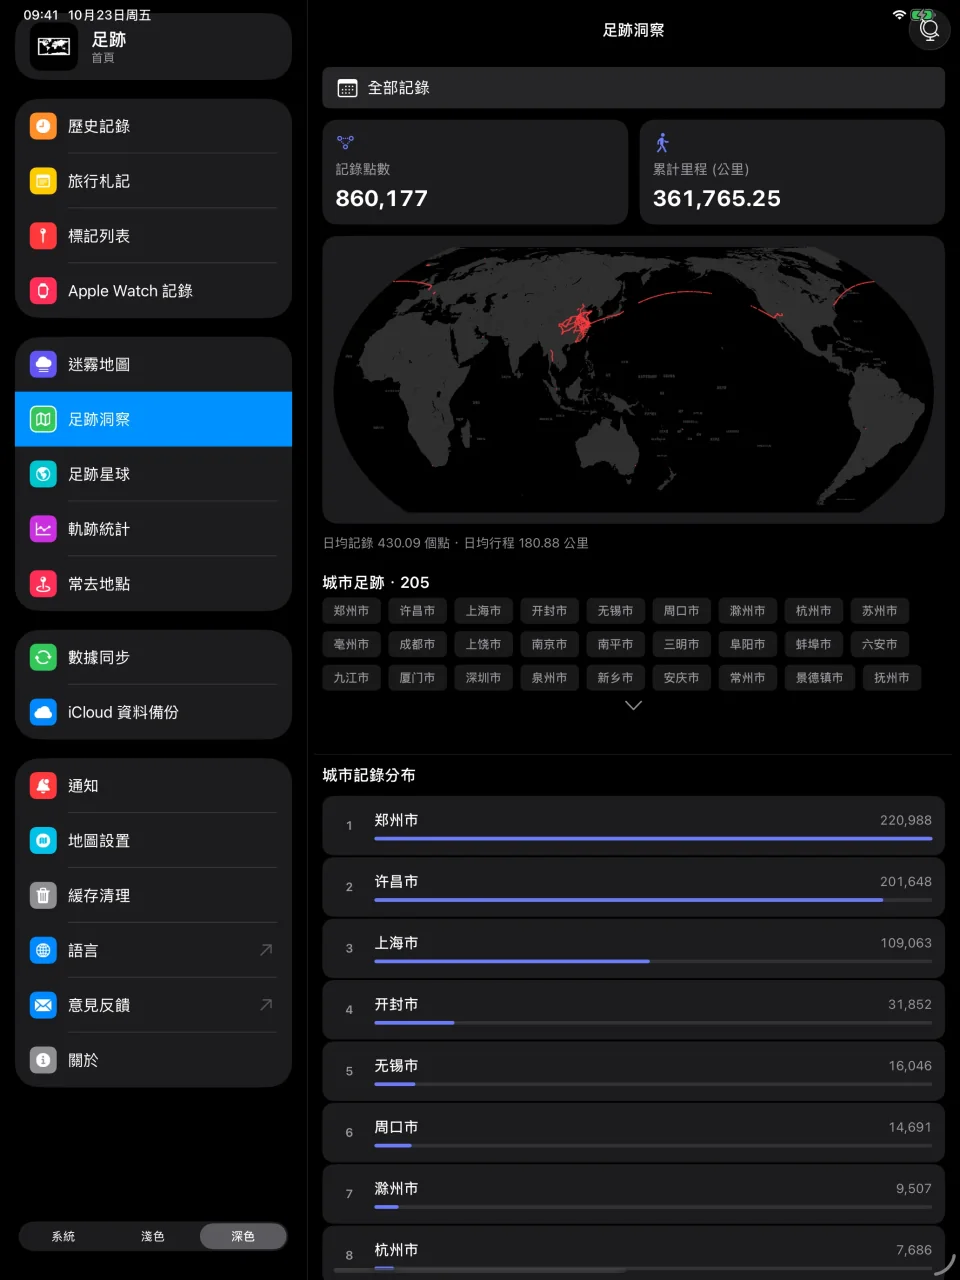 09:41 10月23日周五
足跡
首頁
歷史記錄
旅行札記
標記列表
Apple Watch 記錄
迷霧地圖
足跡洞察
足跡星球
軌跡統計
常去地點
數據同步
iCloud 資料備份
通知
地圖設置
緩存清理
語言
意見反饋
關於
系統 淺色 深色
足跡洞察
全部記錄
記錄點數
860,177
累計里程 (公里)
361,765.25
日均記錄 430.09 個點 · 日均行程 180.88 公里
城市足跡 · 205
郑州市 许昌市 上海市 开封市 无锡市 周口市 滁州市 杭州市 苏州市
亳州市 成都市 上饶市 南京市 南平市 三明市 阜阳市 蚌埠市 六安市
九江市 厦门市 深圳市 泉州市 新乡市 安庆市 常州市 景德镇市 抚州市
城市記錄分布
1 郑州市 220,988
2 许昌市 201,648
3 上海市 109,063
4 开封市 31,852
5 无锡市 16,046
6 周口市 14,691
7 滁州市 9,507
8 杭州市 7,686